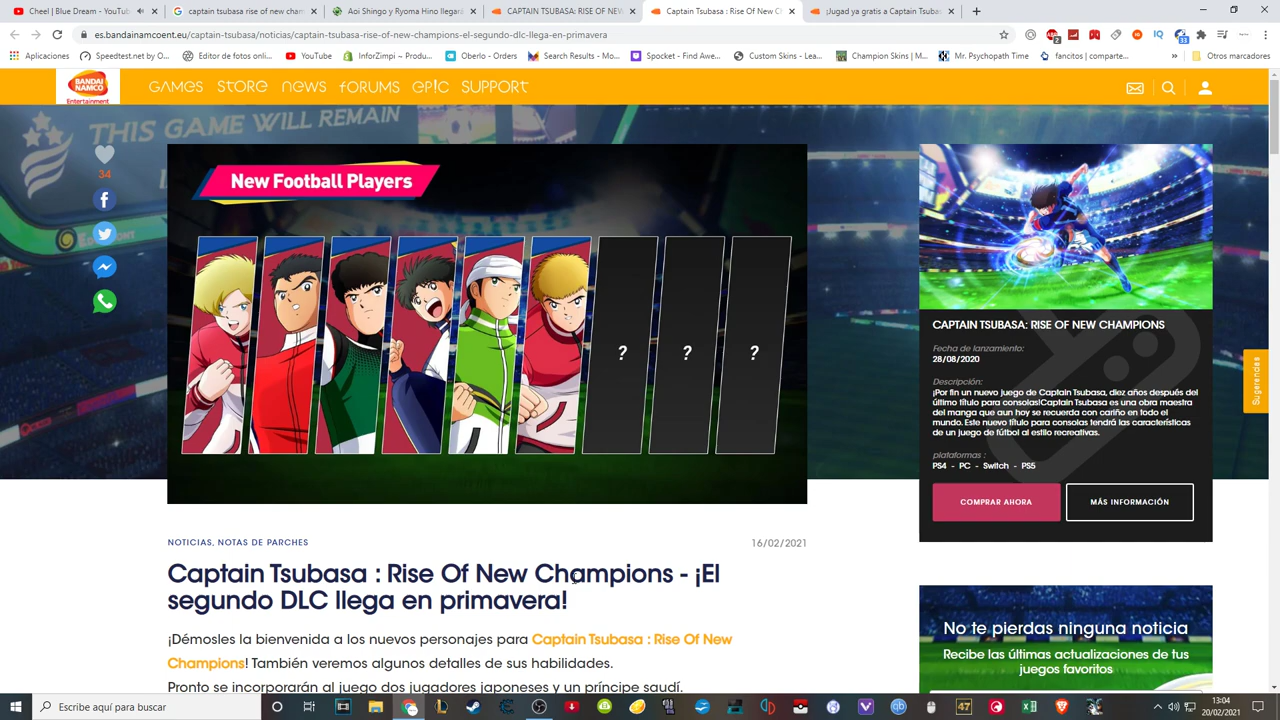 Cheel | Blue Dream - YouTub
captain tsubasa rise of new cham
Aoi Shingo y Ryoma Hino llegará
CAPTAIN TSUBASA: RISE OF NEW
Captain Tsubasa : Rise Of New C
¡Jugad ya gratis a Captain Tsubas
es.bandainamcoent.eu/captain-tsubasa/noticias/captain-tsubasa-rise-of-new-champions-el-segundo-dlc-llega-en-primavera
Aplicaciones
Speedtest.net by O...
Editor de fotos onli...
YouTube
InforZimpi ~ Produ...
Oberlo - Orders
Search Results - Mo...
Spocket - Find Awe...
Custom Skins - Lea...
Champion Skins | M...
Mr. Psychopath Time
fancitos | comparte...
»
Otros marcadores
BANDAI NAMCO Entertainment
GAMES STORE NEWS FORUMS EP!C SUPPORT
THIS GAME WILL REMAIN
34
New Football Players
? ? ?
CAPTAIN TSUBASA: RISE OF NEW CHAMPIONS
Fecha de lanzamiento:
28/08/2020
Descripción:
¡Por fin un nuevo juego de Captain Tsubasa, diez años después del
último título para consolas!Captain Tsubasa es una obra maestra
del manga que aun hoy se recuerda con cariño en todo el
mundo. Este nuevo título para consolas tendrá las características
de un juego de fútbol al estilo recreativas.
plataformas :
PS4 - PC - Switch - PS5
COMPRAR AHORA
MÁS INFORMACIÓN
Sugerencias
NOTICIAS, NOTAS DE PARCHES
16/02/2021
Captain Tsubasa : Rise Of New Champions - ¡El
segundo DLC llega en primavera!
¡Démosles la bienvenida a los nuevos personajes para Captain Tsubasa : Rise Of New
Champions! También veremos algunos detalles de sus habilidades.
Pronto se incorporarán al juego dos jugadores japoneses y un príncipe saudí.
No te pierdas ninguna noticia
Recibe las últimas actualizaciones de tus
juegos favoritos
Escribe aquí para buscar
13:04
20/02/2021